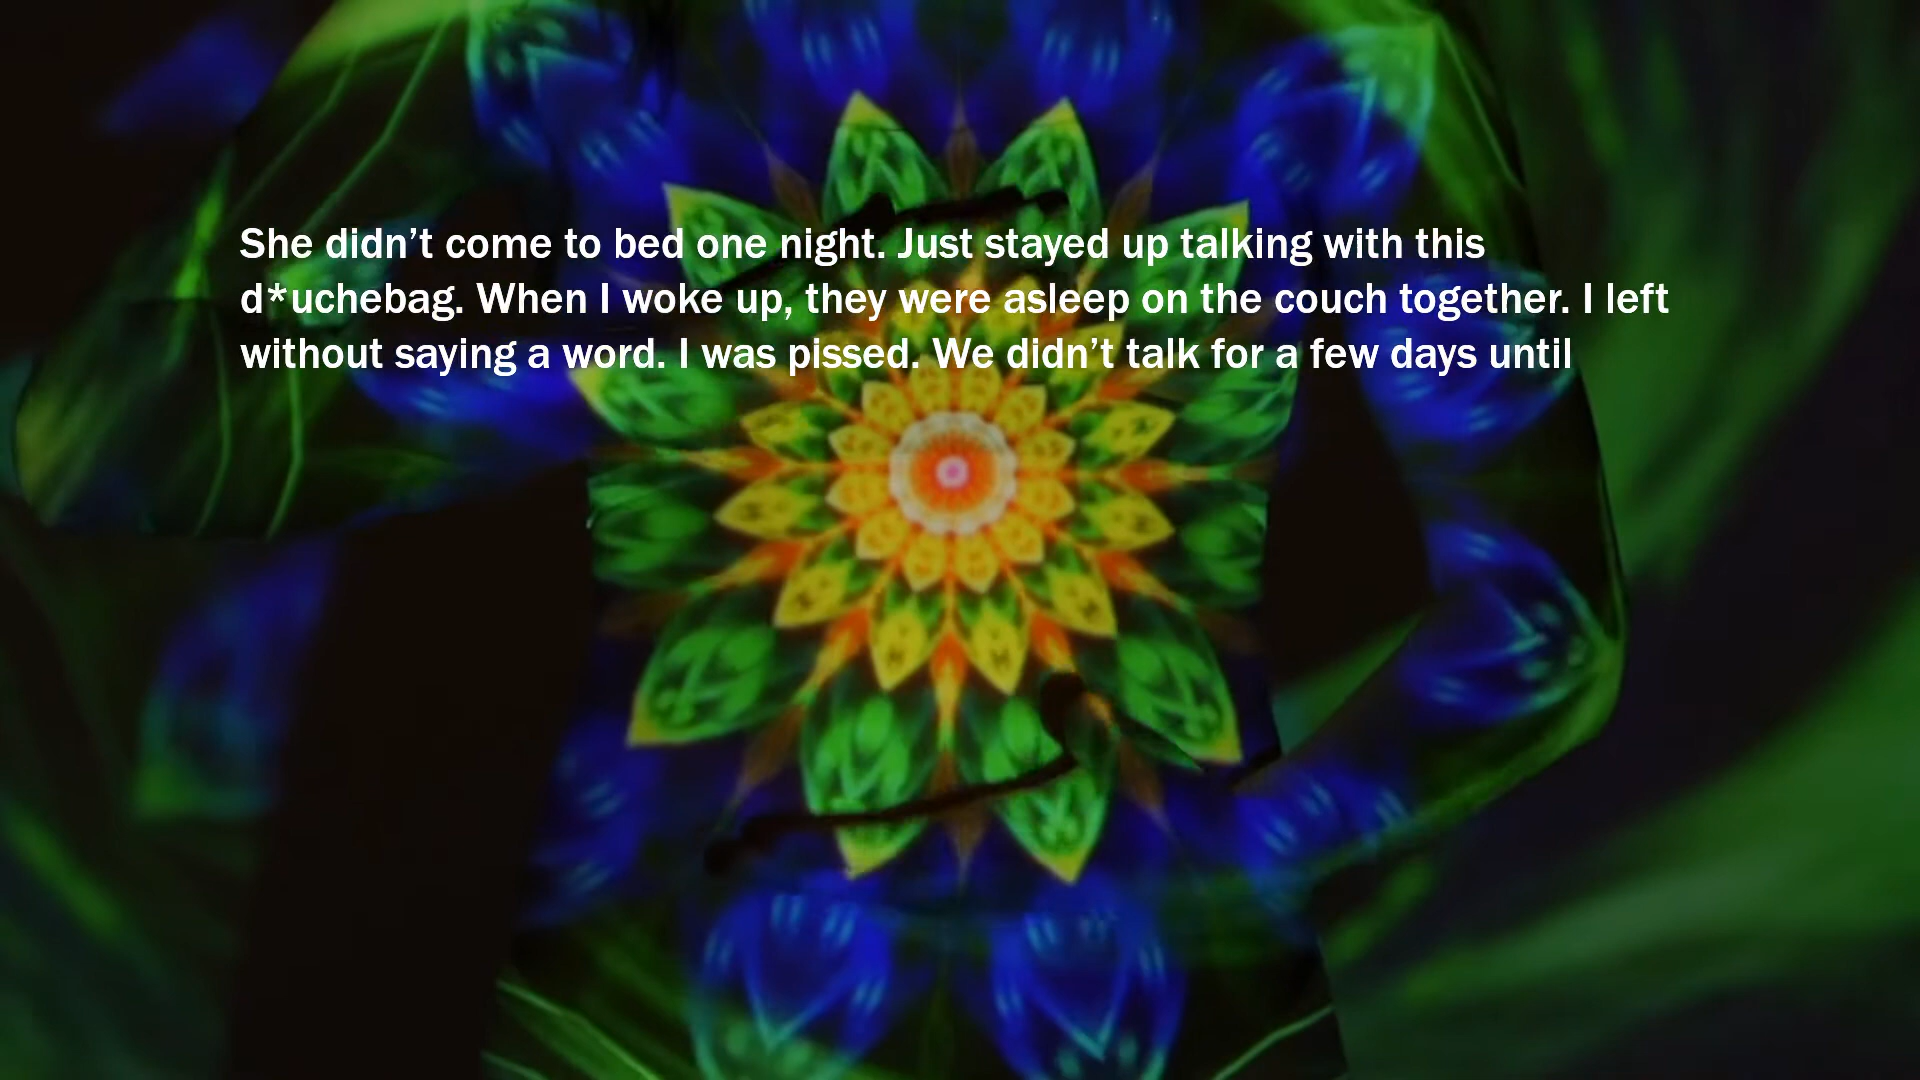 She didn’t come to bed one night. Just stayed up talking with this
d*uchebag. When I woke up, they were asleep on the couch together. I left
without saying a word. I was pissed. We didn’t talk for a few days until